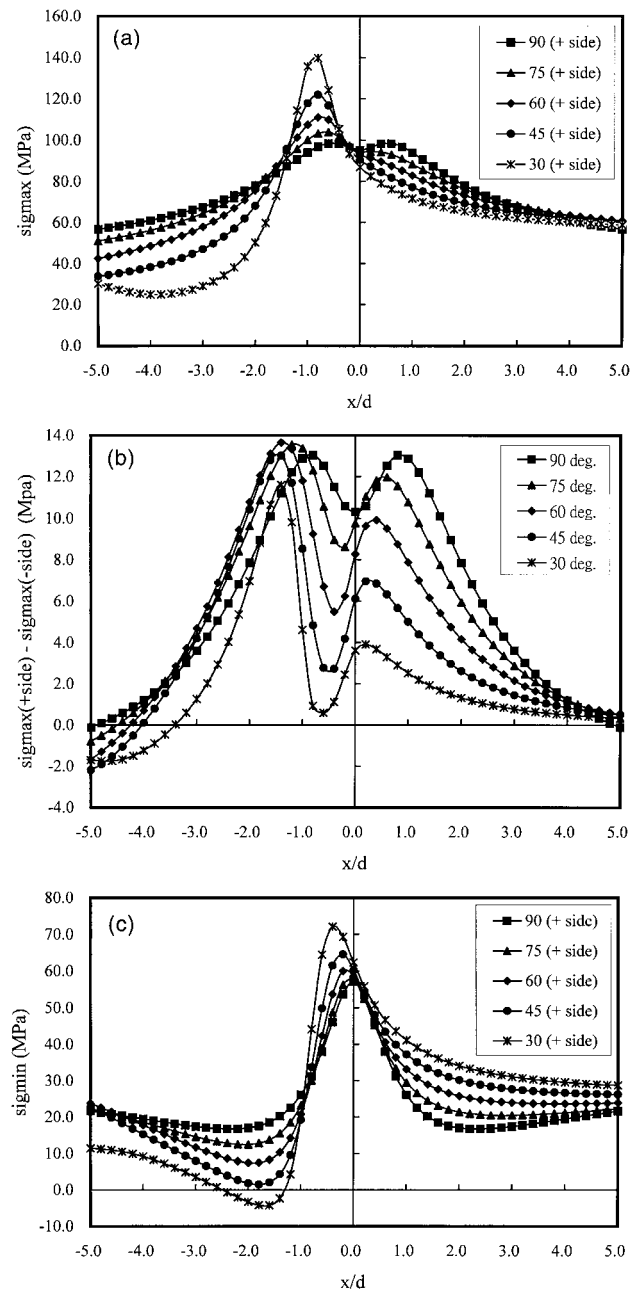 (a)
160.0
140.0
120.0
100.0
80.0
60.0
40.0
20.0
0.0
sigmax (MPa)
90 (+ side)
75 (+ side)
60 (+ side)
45 (+ side)
30 (+ side)
-5.0 -4.0 -3.0 -2.0 -1.0 0.0 1.0 2.0 3.0 4.0 5.0
x/d
(b)
14.0
12.0
10.0
8.0
6.0
4.0
2.0
0.0
-2.0
-4.0
sigmax(+side) - sigmax(-side) (Mpa)
90 deg.
75 deg.
60 deg.
45 deg.
30 deg.
-5.0 -4.0 -3.0 -2.0 -1.0 0.0 1.0 2.0 3.0 4.0 5.0
x/d
(c)
80.0
70.0
60.0
50.0
40.0
30.0
20.0
10.0
0.0
-10.0
sigmin (MPa)
90 (+ side)
75 (+ side)
60 (+ side)
45 (+ side)
30 (+ side)
-5.0 -4.0 -3.0 -2.0 -1.0 0.0 1.0 2.0 3.0 4.0 5.0
x/d